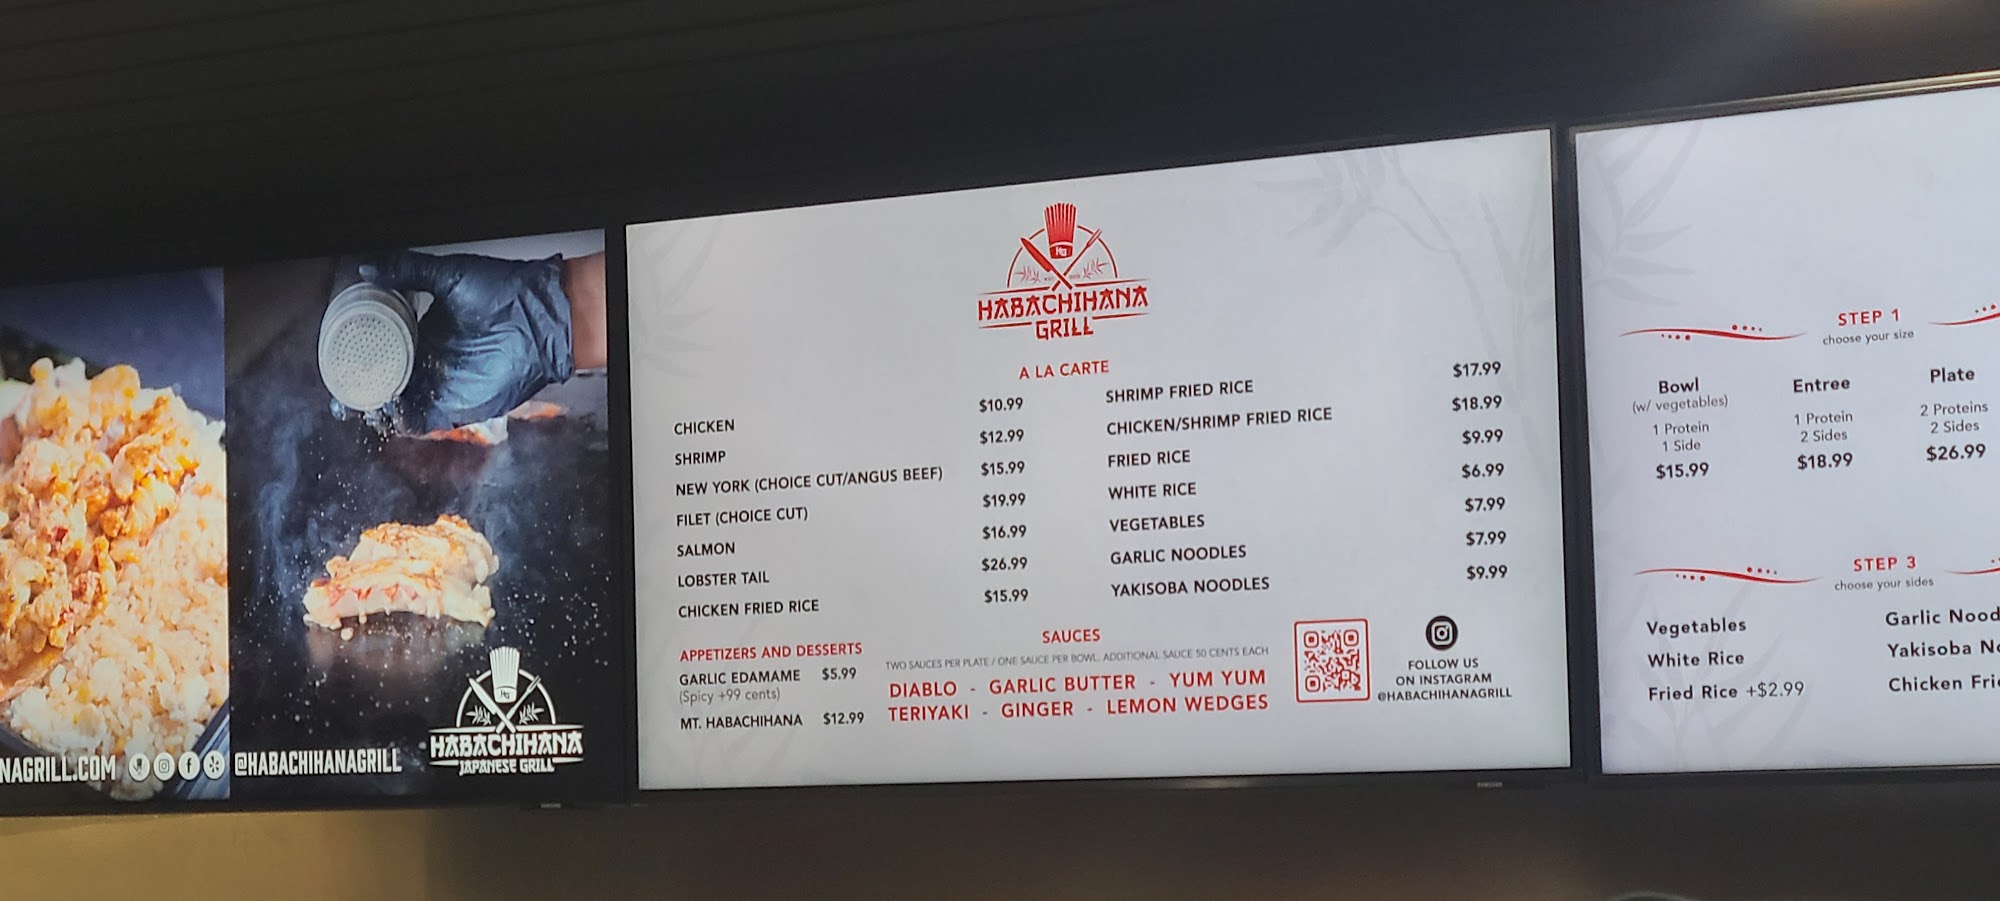 NAGRILL.COM
@HABACHIHANAGRILL
HG
HABACHIHANA
JAPANESE GRILL
HG
HABACHIHANA
GRILL
A LA CARTE
CHICKEN $10.99
SHRIMP $12.99
NEW YORK (CHOICE CUT/ANGUS BEEF) $15.99
FILET (CHOICE CUT) $19.99
SALMON $16.99
LOBSTER TAIL $26.99
CHICKEN FRIED RICE $15.99
SHRIMP FRIED RICE $17.99
CHICKEN/SHRIMP FRIED RICE $18.99
FRIED RICE $9.99
WHITE RICE $6.99
VEGETABLES $7.99
GARLIC NOODLES $7.99
YAKISOBA NOODLES $9.99
APPETIZERS AND DESSERTS
GARLIC EDAMAME $5.99
(Spicy +99 cents)
MT. HABACHIHANA $12.99
SAUCES
TWO SAUCES PER PLATE / ONE SAUCE PER BOWL. ADDITIONAL SAUCE 50 CENTS EACH
DIABLO - GARLIC BUTTER - YUM YUM
TERIYAKI - GINGER - LEMON WEDGES
FOLLOW US
ON INSTAGRAM
@HABACHIHANAGRILL
STEP 1
choose your size
Bowl
(w/ vegetables)
1 Protein
1 Side
$15.99
Entree
1 Protein
2 Sides
$18.99
Plate
2 Proteins
2 Sides
$26.99
STEP 3
choose your sides
Vegetables
White Rice
Fried Rice +$2.99
Garlic Nood
Yakisoba No
Chicken Frie